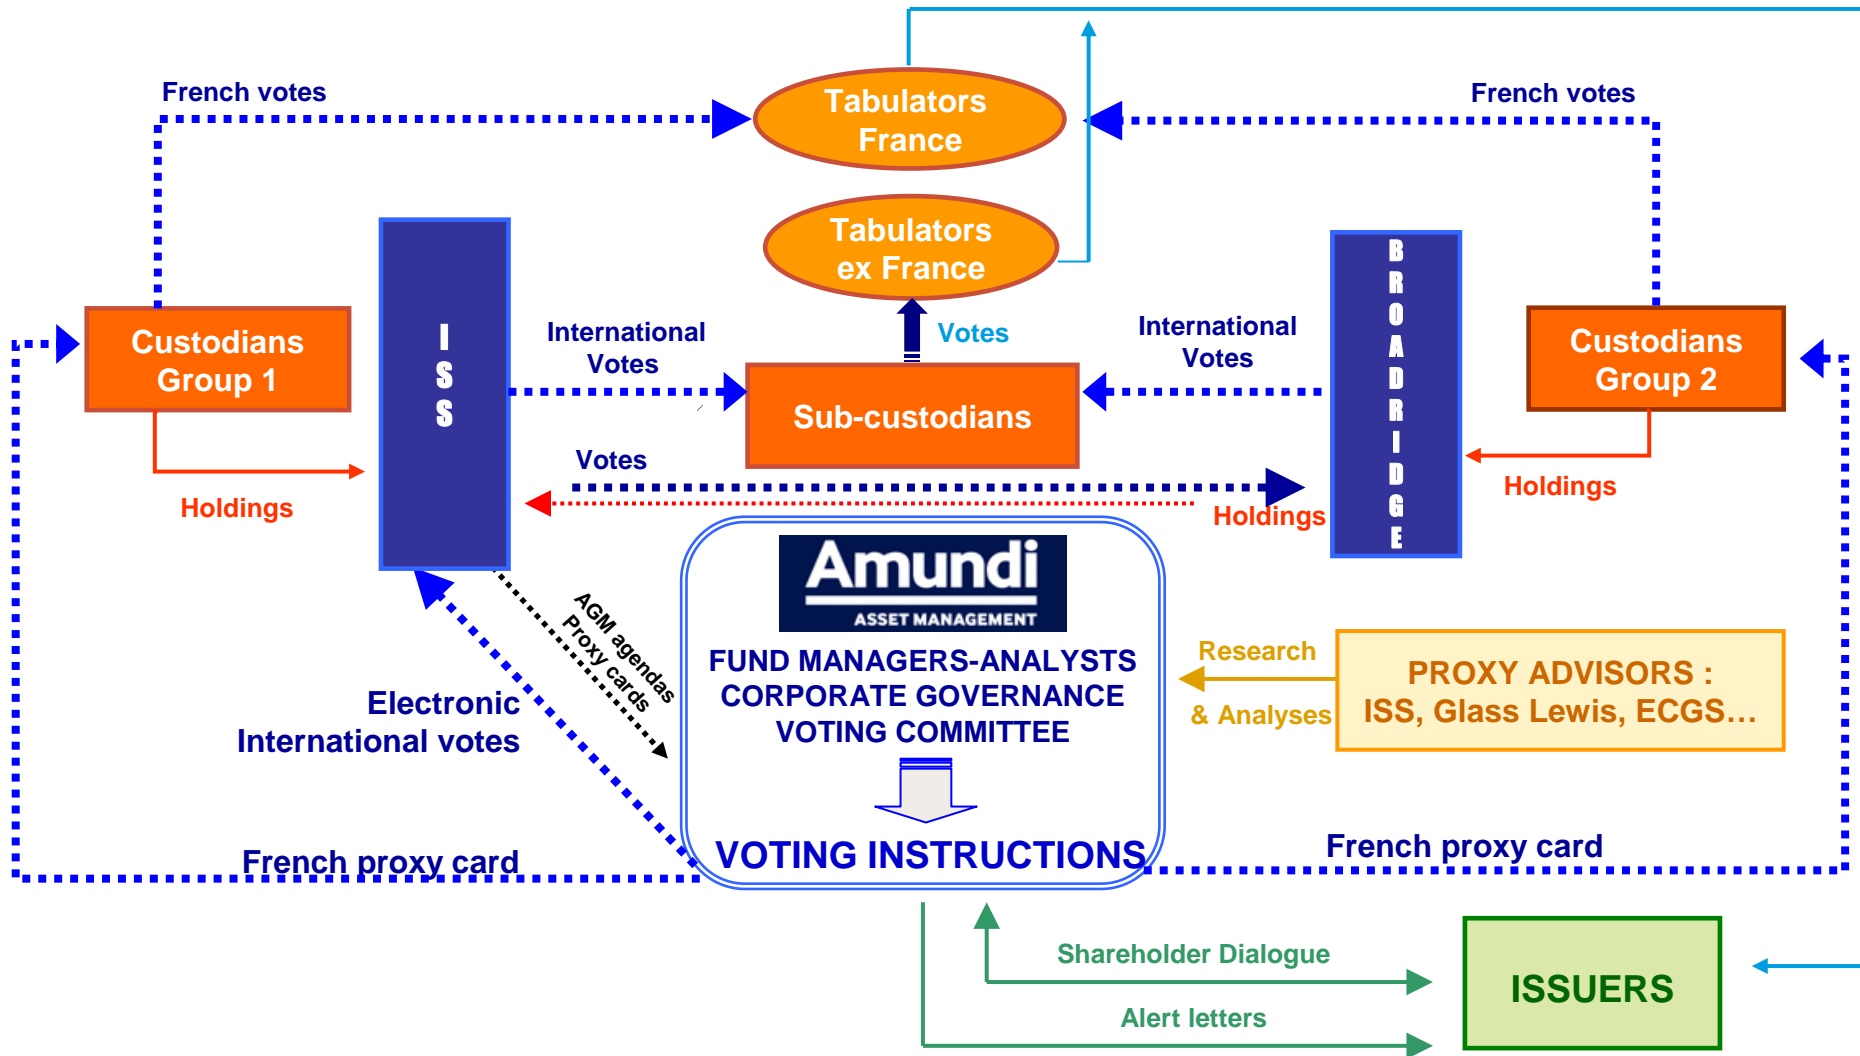 French votes
Tabulators
France
French votes
Tabulators
ex France
ISS
BROADRIDGE
Custodians
Group 1
International
Votes
Votes
International
Votes
Custodians
Group 2
Sub-custodians
Votes
Holdings
Holdings
Holdings
Amundi
ASSET MANAGEMENT
AGM agendas
Proxy cards
FUND MANAGERS-ANALYSTS
CORPORATE GOVERNANCE
VOTING COMMITTEE
Research
& Analyses
PROXY ADVISORS :
ISS, Glass Lewis, ECGS…
Electronic
International votes
VOTING INSTRUCTIONS
French proxy card
French proxy card
Shareholder Dialogue
Alert letters
ISSUERS